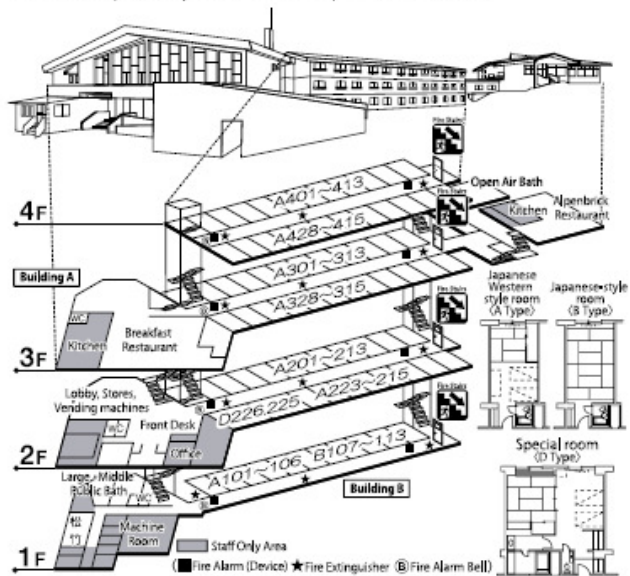 Fire Stairs
A401~413
Open Air Bath
4F
A428~415
Fire Stairs
Kitchen
Alpenbrick
Restaurant
Building A
A301~313
WC
A328~315
Kitchen
Breakfast
Restaurant
Fire Stairs
Japanese
Western
style room
(A Type)
Japanese-style
room
(B Type)
3F
A201~213
Lobby, Stores,
Vending machines
WC
Front Desk
D226.225
A223~215
Fire Stairs
Office
2F
Large・Middle
Public Bath
WC
A101~106
B107~113
Building B
Special room
(D Type)
松
竹
Machine
Room
1F
Staff Only Area
(■Fire Alarm (Device) ★Fire Extinguisher Ⓑ Fire Alarm Bell)